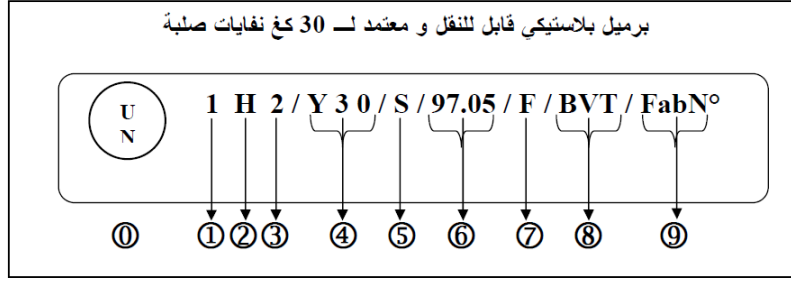 برميل بلاستيكي قابل للنقل و معتمد لـــ 30 كغ نفايات صلبة
U
N
1 H 2 / Y 3 0 / S / 97.05 / F / BVT / FabN°
⓪ ① ② ③ ④ ⑤ ⑥ ⑦ ⑧ ⑨